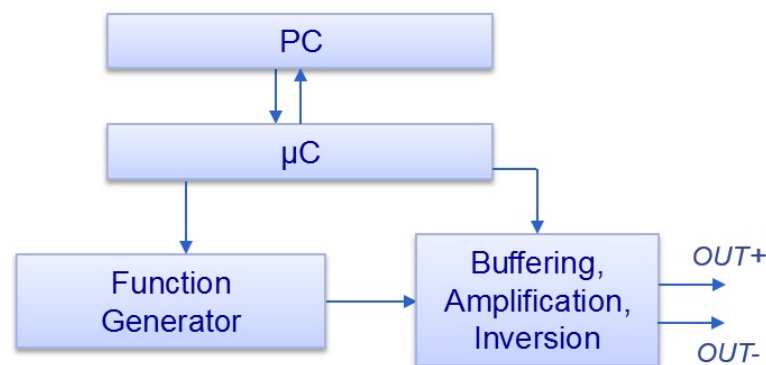 PC
µC
Function
Generator
Buffering,
Amplification,
Inversion
OUT+
OUT-